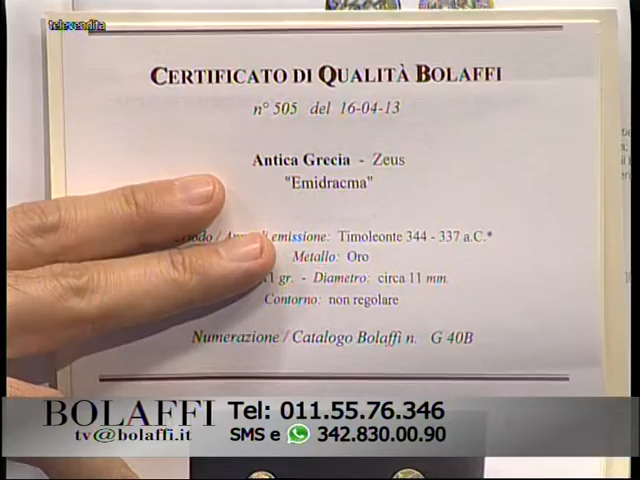 televendita
CERTIFICATO DI QUALITÀ BOLAFFI
n° 505 del 16-04-13
Antica Grecia - Zeus
"Emidracma"
emissione: Timoleonte 344 - 337 a.C.*
Metallo: Oro
gr. - Diametro: circa 11 mm.
Contorno: non regolare
Numerazione / Catalogo Bolaffi n. G 40B
BOLAFFI
tv@bolaffi.it
Tel: 011.55.76.346
SMS e 342.830.00.90